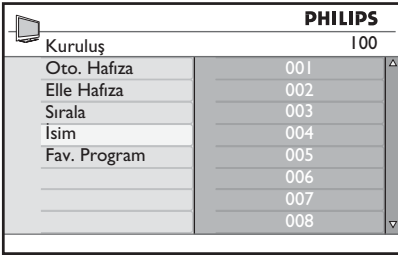 PHILIPS
Kuruluş 100
Oto. Hafıza 001
Elle Hafıza 002
Sırala 003
İsim 004
Fav. Program 005
006
007
008